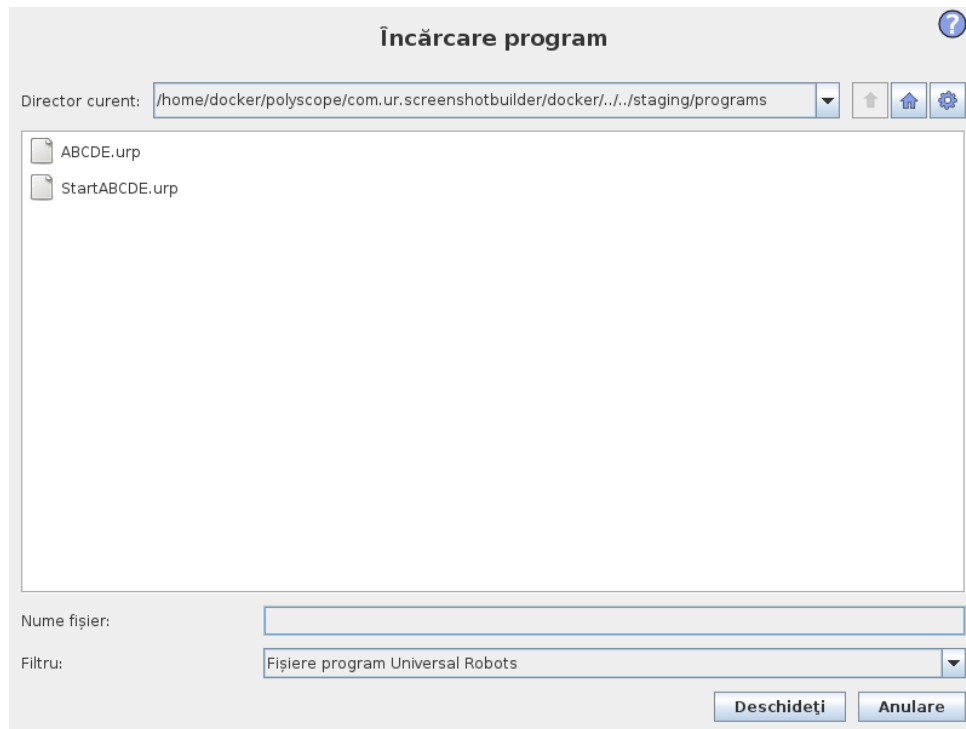 Încărcare program
?
Director curent: /home/docker/polyscope/com.ur.screenshotbuilder/docker/../../staging/programs
ABCDE.urp
StartABCDE.urp
Nume fișier:
Filtru: Fișiere program Universal Robots
Deschideţi Anulare